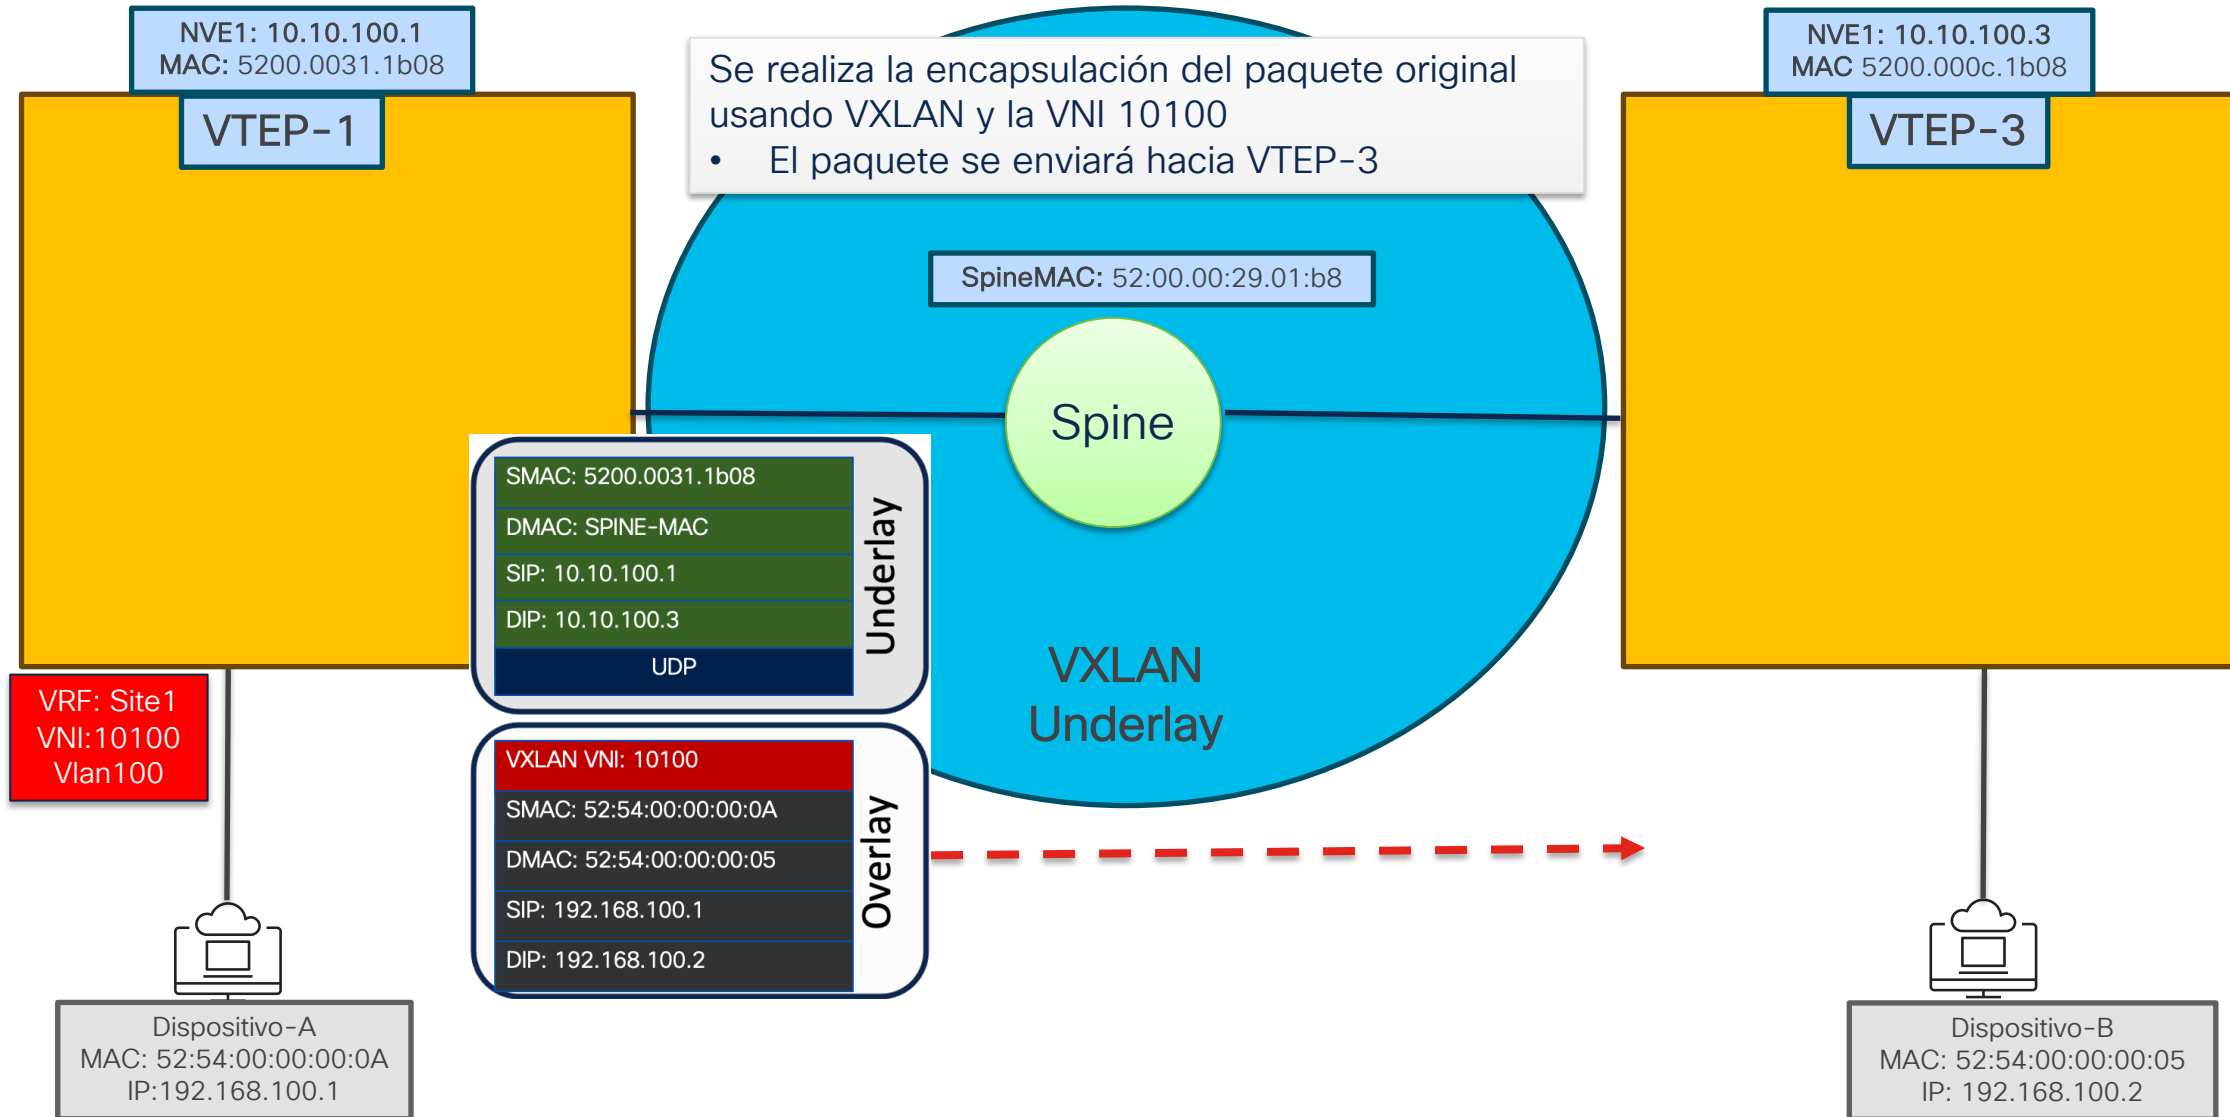 NVE1: 10.10.100.1
MAC: 5200.0031.1b08
VTEP-1
Se realiza la encapsulación del paquete original
usando VXLAN y la VNI 10100
• El paquete se enviará hacia VTEP-3
NVE1: 10.10.100.3
MAC 5200.000c.1b08
VTEP-3
SpineMAC: 52:00.00:29.01:b8
Spine
VXLAN
Underlay
SMAC: 5200.0031.1b08
DMAC: SPINE-MAC
SIP: 10.10.100.1
DIP: 10.10.100.3
UDP
Underlay
VRF: Site1
VNI:10100
Vlan100
VXLAN VNI: 10100
SMAC: 52:54:00:00:00:0A
DMAC: 52:54:00:00:00:05
SIP: 192.168.100.1
DIP: 192.168.100.2
Overlay
Dispositivo-A
MAC: 52:54:00:00:00:0A
IP:192.168.100.1
Dispositivo-B
MAC: 52:54:00:00:00:05
IP: 192.168.100.2